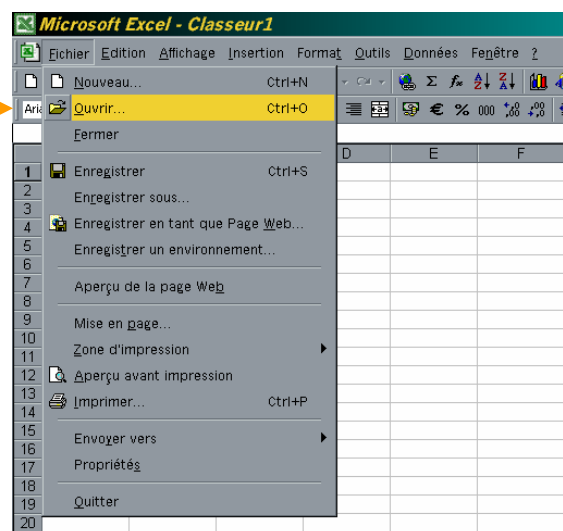 Microsoft Excel - Classeur1
Eichier Edition Affichage Insertion Format Outils Données Fenêtre ?
Nouveau... Ctrl+N
Σ f*
Ari Ouvrir... Ctrl+O
€ % 000
Fermer
D E F
1 Enregistrer Ctrl+S
2 Enregistrer sous...
3
4 Enregistrer en tant que Page Web...
5 Enregistrer un environnement...
6
7 Aperçu de la page Web
8
9 Mise en page...
10
11 Zone d'impression
12 Aperçu avant impression
13 Imprimer... Ctrl+P
14
15 Envoyer vers
16
17 Propriétés
18
19 Quitter
20